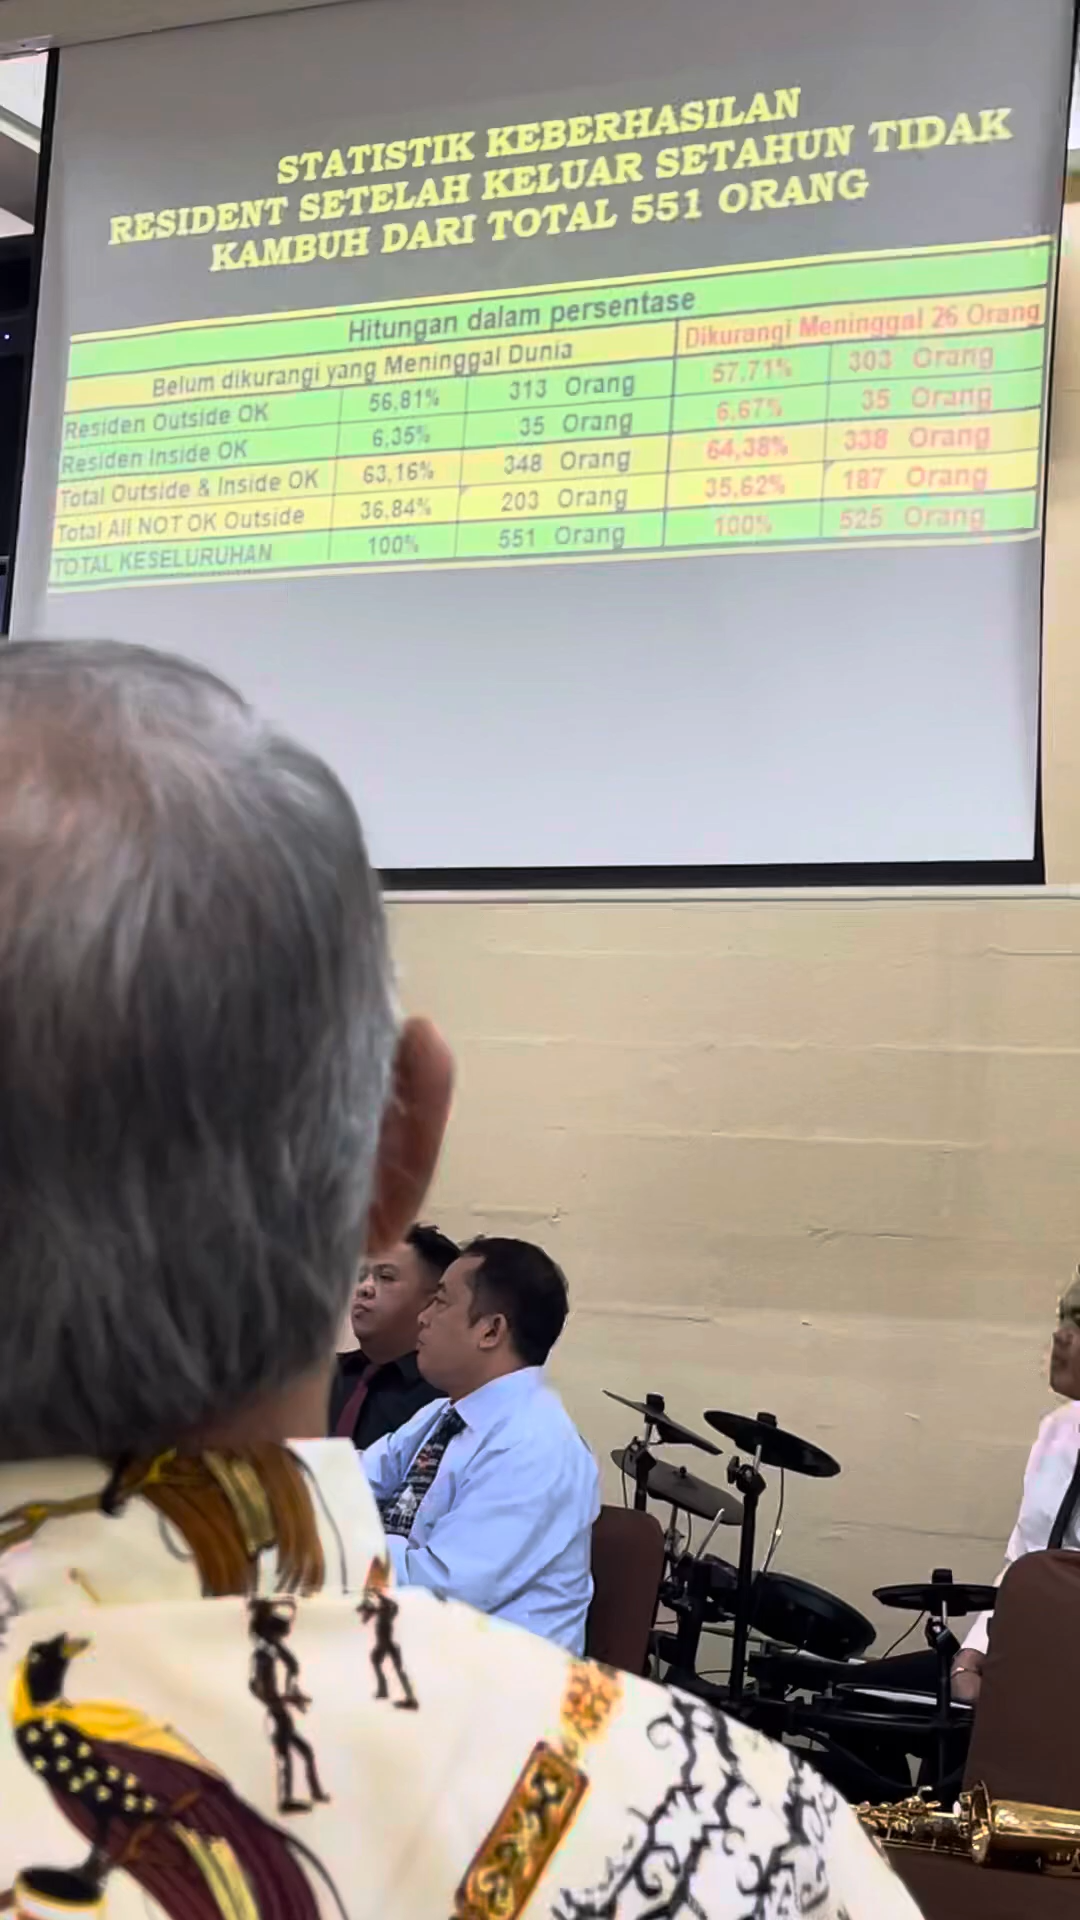 STATISTIK KEBERHASILAN
RESIDENT SETELAH KELUAR SETAHUN TIDAK
KAMBUH DARI TOTAL 551 ORANG
Hitungan dalam persentase
Belum dikurangi yang Meninggal Dunia Dikurangi Meninggal 26 Orang
Residen Outside OK 56,81% 313 Orang 57,71% 303 Orang
Residen Inside OK 6,35% 35 Orang 6,67% 35 Orang
Total Outside & Inside OK 63,16% 348 Orang 64,38% 338 Orang
Total All NOT OK Outside 36,84% 203 Orang 35,62% 187 Orang
TOTAL KESELURUHAN 100% 551 Orang 100% 525 Orang